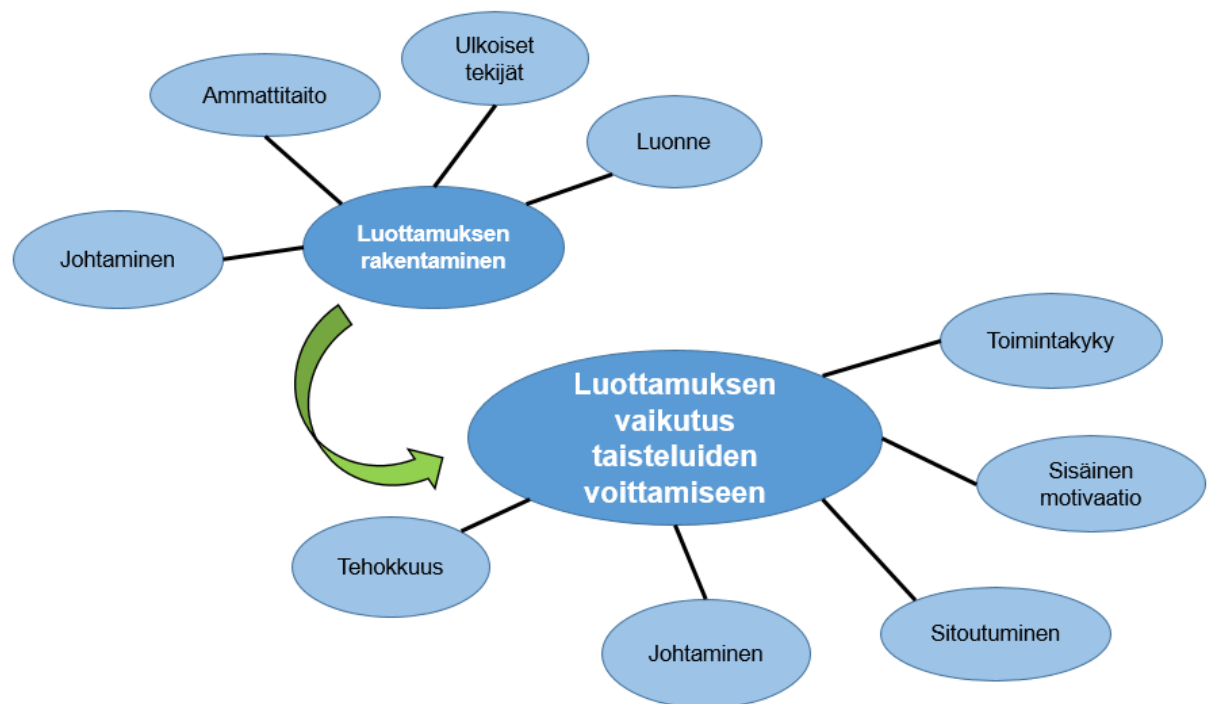 Ulkoiset
tekijät
Ammattitaito
Luonne
Luottamuksen
rakentaminen
Johtaminen
Toimintakyky
Luottamuksen
vaikutus
taisteluiden
voittamiseen
Sisäinen
motivaatio
Tehokkuus
Sitoutuminen
Johtaminen